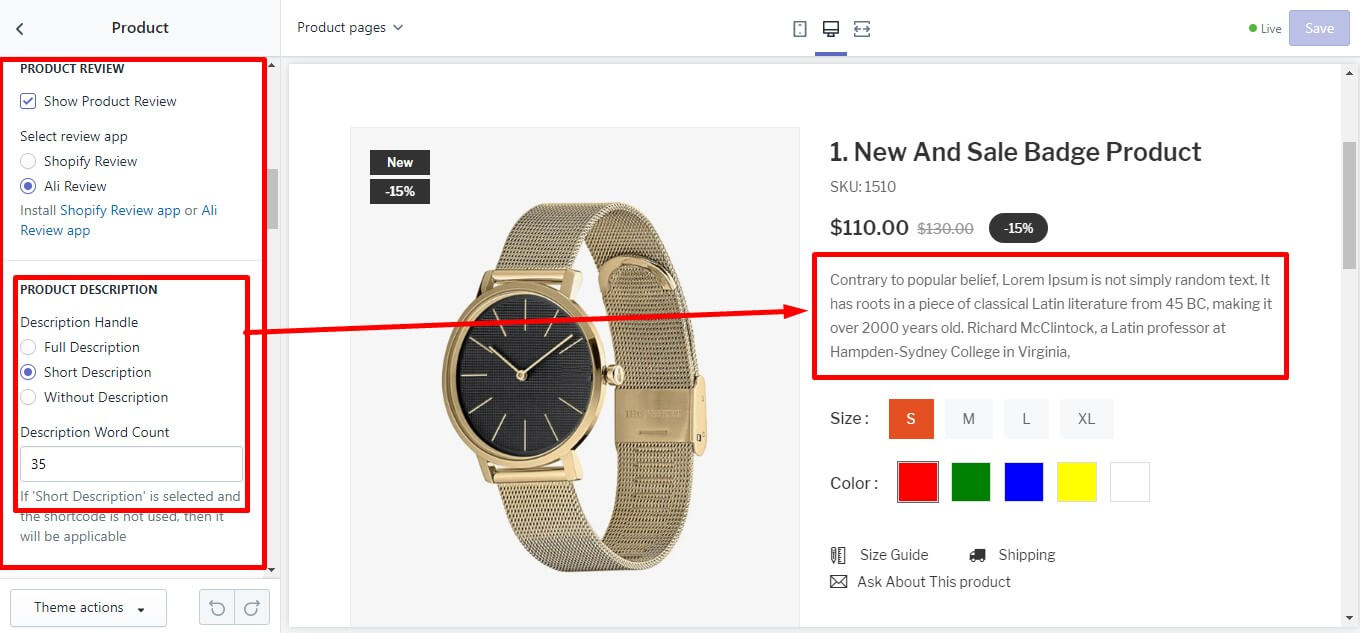 Product
PRODUCT REVIEW
Show Product Review
Select review app
Shopify Review
Ali Review
Install Shopify Review app or Ali
Review app
PRODUCT DESCRIPTION
Description Handle
Full Description
Short Description
Without Description
Description Word Count
35
If 'Short Description' is selected and
the shortcode is not used, then it
will be applicable
Theme actions
Product pages
Live
Save
New
-15%
1. New And Sale Badge Product
SKU: 1510
$110.00 $130.00 -15%
Contrary to popular belief, Lorem Ipsum is not simply random text. It
has roots in a piece of classical Latin literature from 45 BC, making it
over 2000 years old. Richard McClintock, a Latin professor at
Hampden-Sydney College in Virginia,
Size : S M L XL
Color :
Size Guide Shipping
Ask About This product